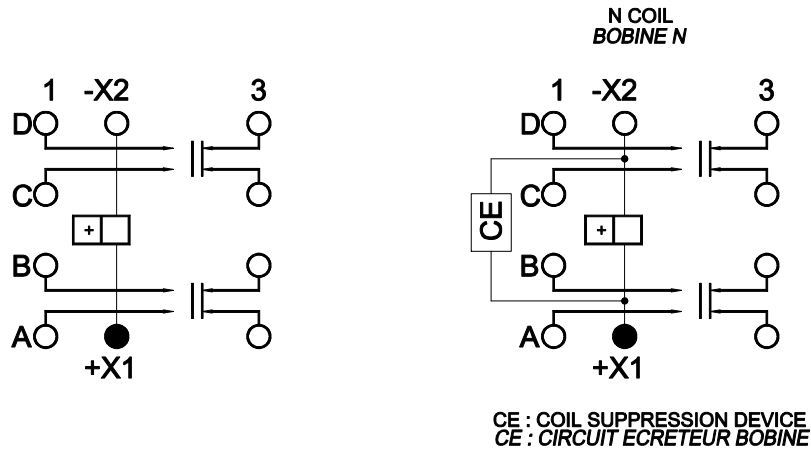 N COIL
BOBINE N
1 -X2 3
D
C
+
B
A
+X1
1 -X2 3
D
C
CE
+
B
A
+X1
CE : COIL SUPPRESSION DEVICE
CE : CIRCUIT ECRETEUR BOBINE